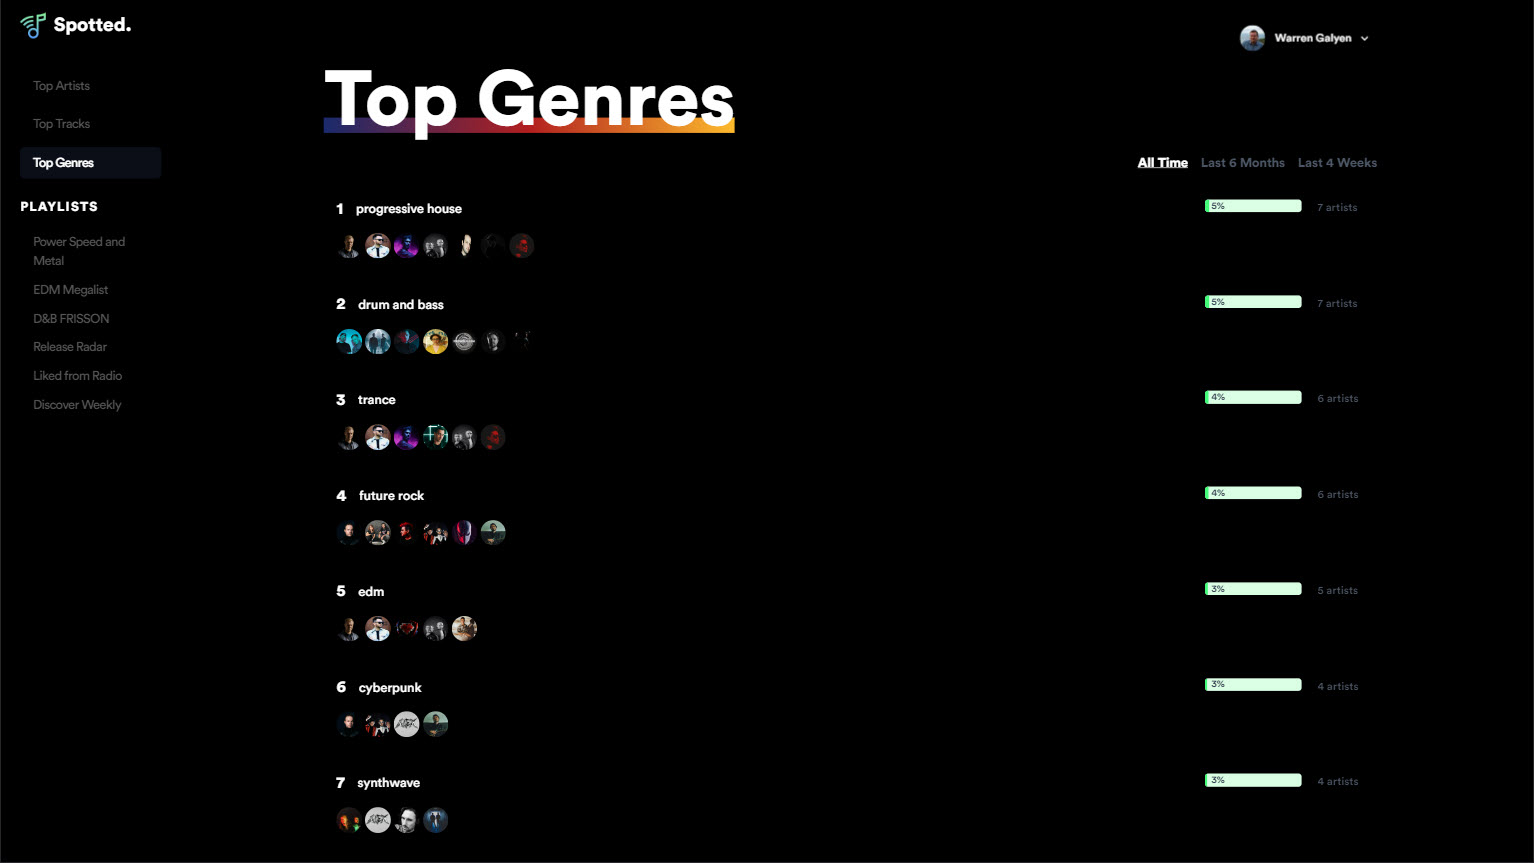 Spotted.
Warren Galyen
Top Artists
Top Tracks
Top Genres
PLAYLISTS
Power Speed and
Metal
EDM Megalist
D&B FRISSON
Release Radar
Liked from Radio
Discover Weekly
Top Genres
All Time Last 6 Months Last 4 Weeks
1 progressive house 5% 7 artists
2 drum and bass 5% 7 artists
3 trance 4% 6 artists
4 future rock 4% 6 artists
5 edm 3% 5 artists
6 cyberpunk 3% 4 artists
7 synthwave 3% 4 artists